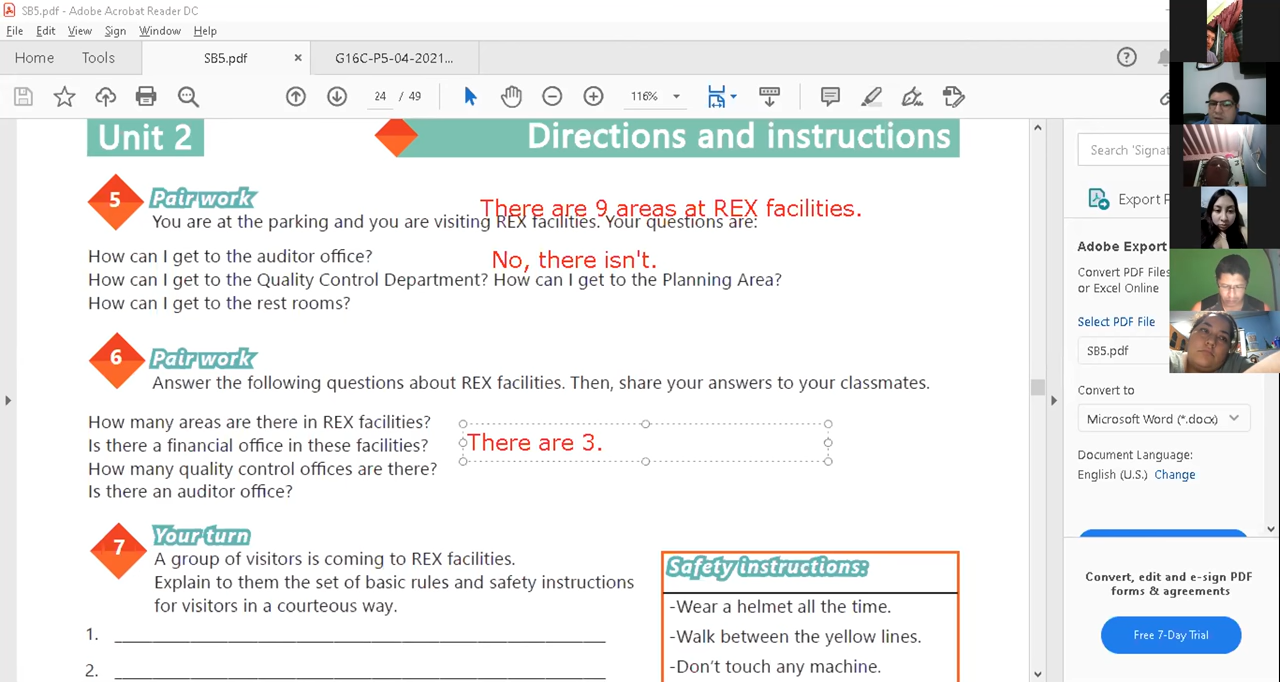 SB5.pdf - Adobe Acrobat Reader DC
File Edit View Sign Window Help
Home Tools SB5.pdf × G16C-P5-04-2021...
24 / 49 116%
Unit 2 Directions and instructions
5 Pair work
There are 9 areas at REX facilities.
You are at the parking and you are visiting REX facilities. Your questions are:
How can I get to the auditor office?
No, there isn't.
How can I get to the Quality Control Department? How can I get to the Planning Area?
How can I get to the rest rooms?
6 Pair work
Answer the following questions about REX facilities. Then, share your answers to your classmates.
How many areas are there in REX facilities?
Is there a financial office in these facilities?
There are 3.
How many quality control offices are there?
Is there an auditor office?
7 Your turn
A group of visitors is coming to REX facilities.
Explain to them the set of basic rules and safety instructions
for visitors in a courteous way.
1.
2.
Safety instructions:
-Wear a helmet all the time.
-Walk between the yellow lines.
-Don't touch any machine.
Search 'Signat
Export P
Adobe Export
Convert PDF Files
or Excel Online
Select PDF File
SB5.pdf
Convert to
Microsoft Word (*.docx)
Document Language:
English (U.S.) Change
Convert, edit and e-sign PDF
forms & agreements
Free 7-Day Trial